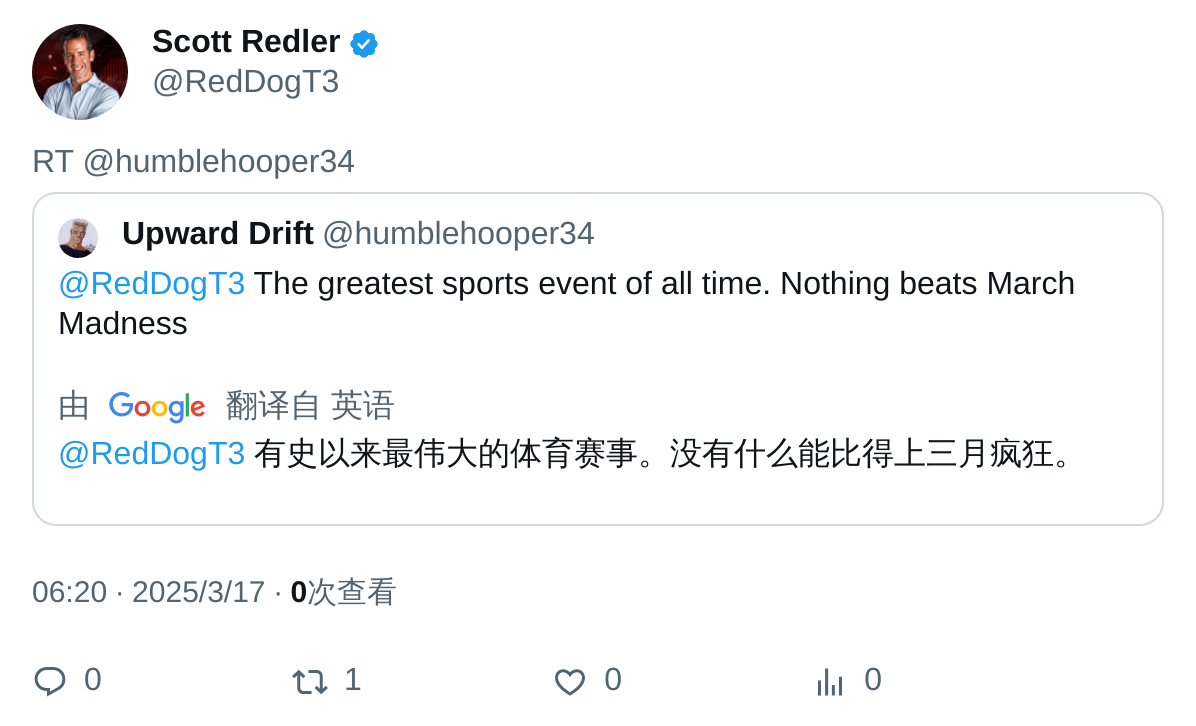 Scott Redler
@RedDogT3
RT @humblehooper34
Upward Drift @humblehooper34
@RedDogT3 The greatest sports event of all time. Nothing beats March
Madness
由 Google 翻译自 英语
@RedDogT3 有史以来最伟大的体育赛事。没有什么能比得上三月疯狂。
06:20 · 2025/3/17 · 0次查看
0 1 0 0